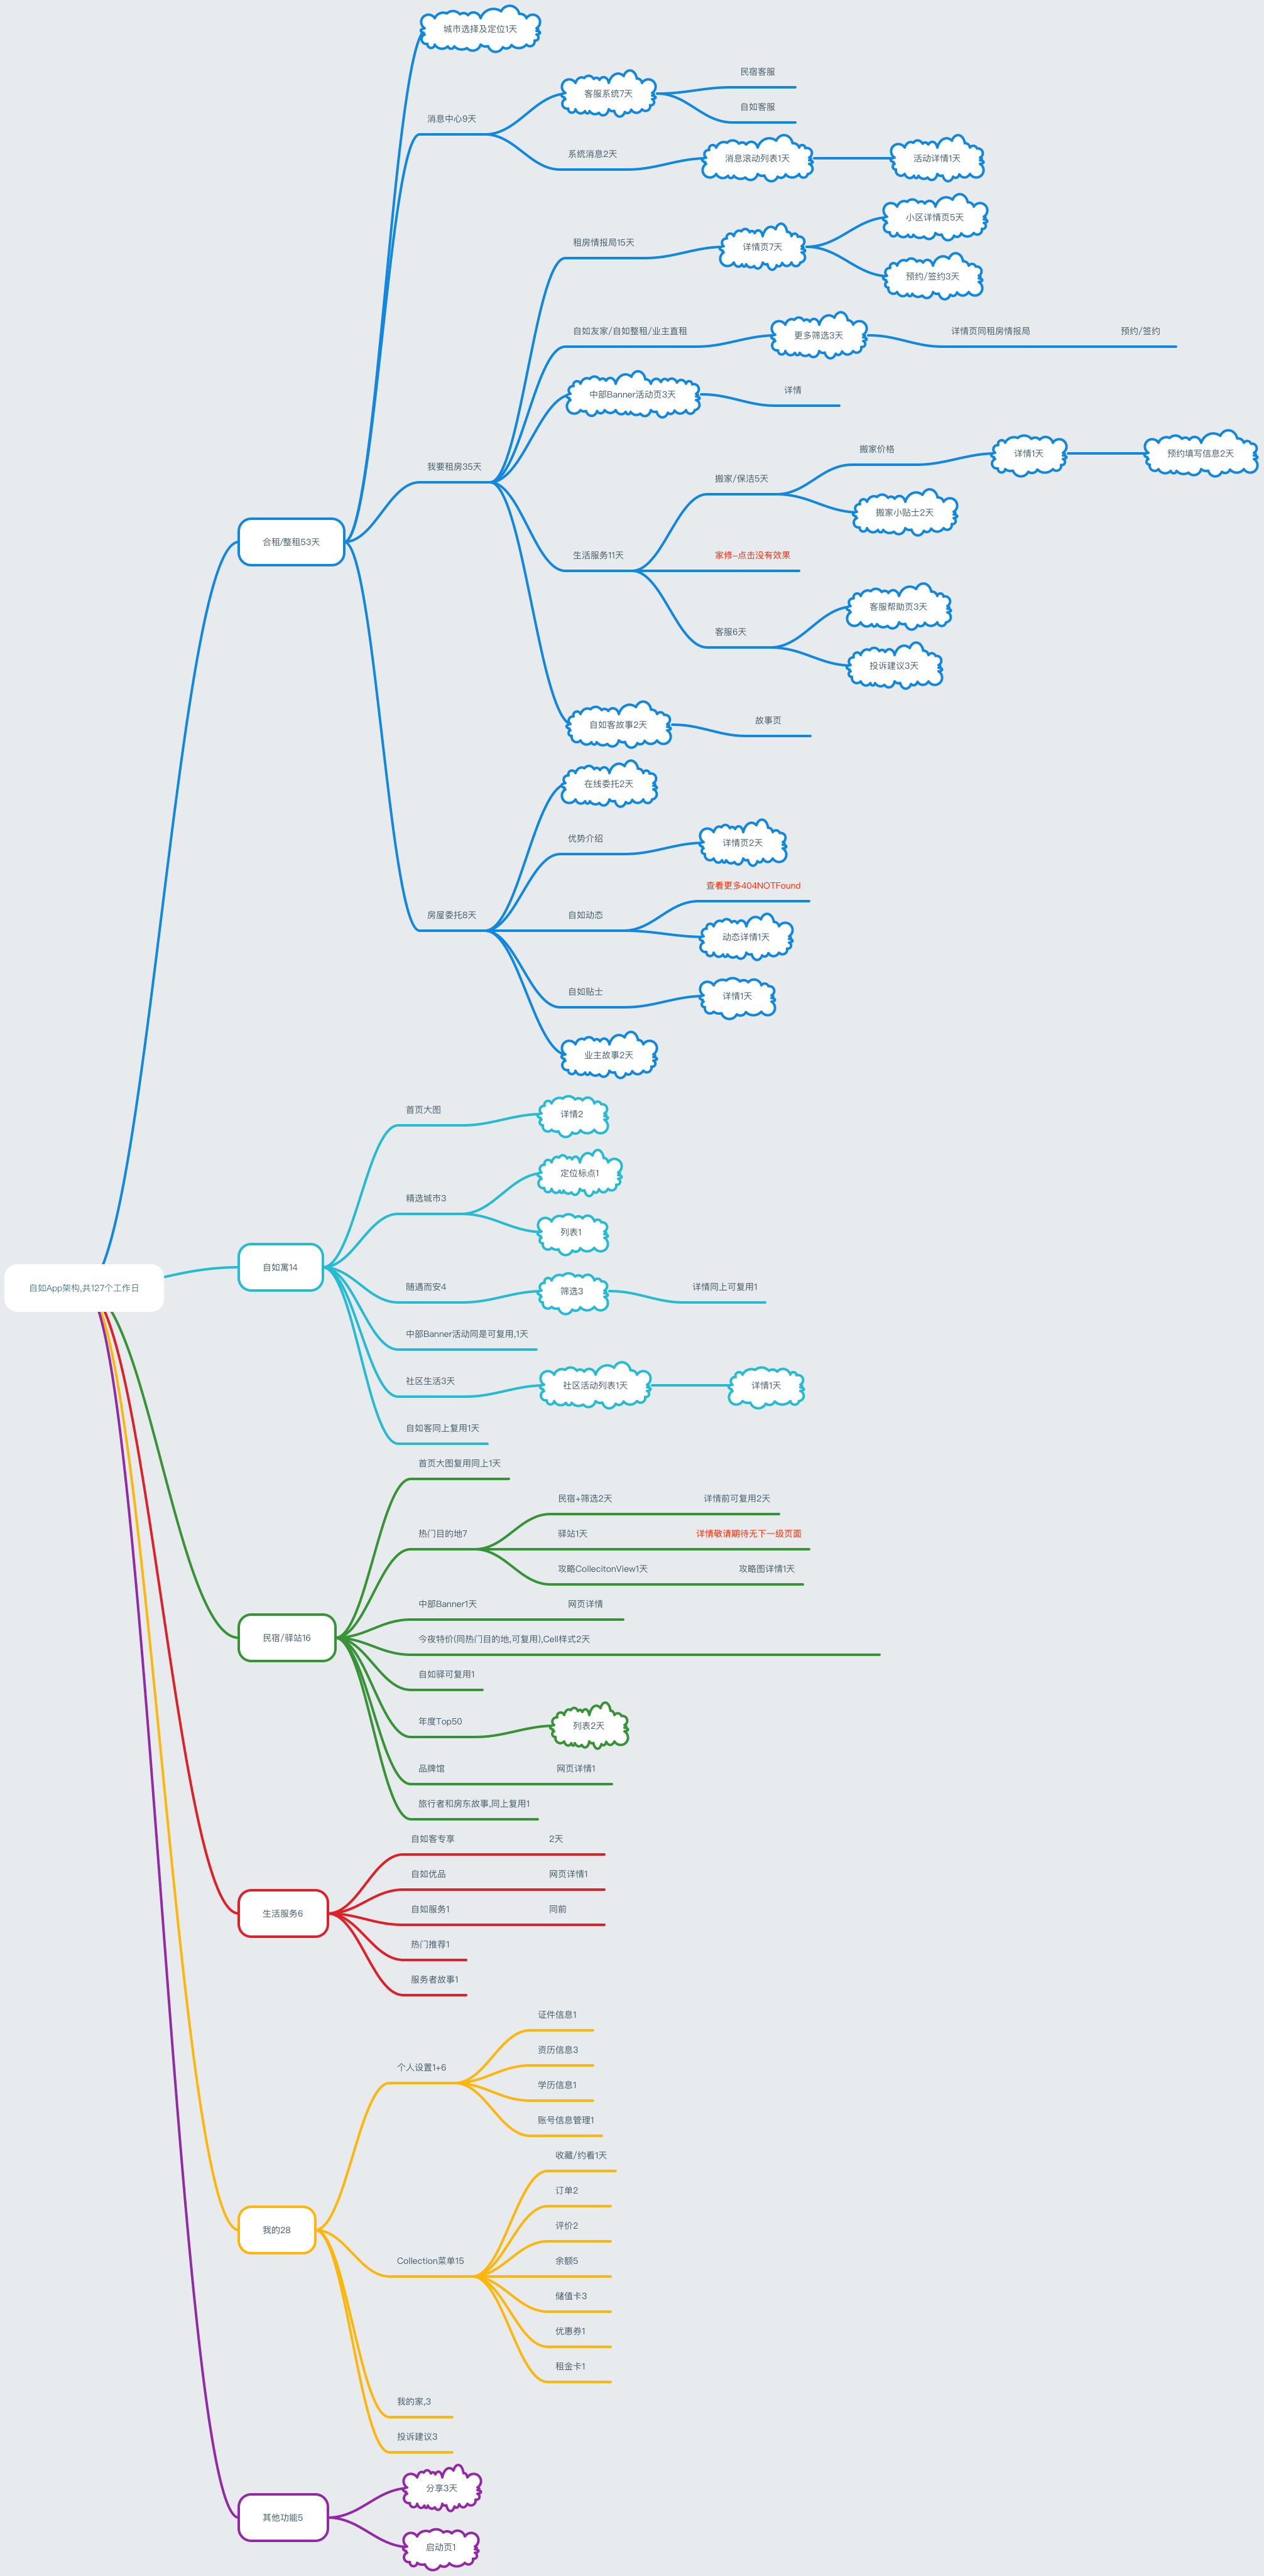 城市选择及定位1天
消息中心9天
客服系统7天
民宿客服
自如客服
系统消息2天
消息滚动列表1天
活动详情1天
合租/整租53天
我要租房35天
租房情报局15天
详情页7天
小区详情页5天
预约/签约3天
自如友家/自如整租/业主直租
更多筛选3天
详情页同租房情报局
预约/签约
中部Banner活动页3天
详情
生活服务11天
搬家/保洁5天
搬家价格
详情1天
预约填写信息2天
搬家小贴士2天
家修-点击没有效果
客服6天
客服帮助页3天
投诉建议3天
自如客故事2天
故事页
房屋委托8天
在线委托2天
优势介绍
详情页2天
自如动态
查看更多404NOTFound
动态详情1天
自如贴士
详情1天
业主故事2天
自如App架构,共127个工作日
自如寓14
首页大图
详情2
精选城市3
定位标点1
列表1
随遇而安4
筛选3
详情同上可复用1
中部Banner活动同是可复用,1天
社区生活3天
社区活动列表1天
详情1天
自如客同上复用1天
民宿/驿站16
首页大图复用同上1天
热门目的地7
民宿+筛选2天
详情前可复用2天
驿站1天
详情敬请期待无下一级页面
攻略CollecitonView1天
攻略图详情1天
中部Banner1天
网页详情
今夜特价(同热门目的地,可复用),Cell样式2天
自如驿可复用1
年度Top50
列表2天
品牌馆
网页详情1
旅行者和房东故事,同上复用1
生活服务6
自如客专享
2天
自如优品
网页详情1
自如服务1
同前
热门推荐1
服务者故事1
我的28
个人设置1+6
证件信息1
资历信息3
学历信息1
账号信息管理1
Collection菜单15
收藏/约看1天
订单2
评价2
余额5
储值卡3
优惠券1
租金卡1
我的家,3
投诉建议3
其他功能5
分享3天
启动页1